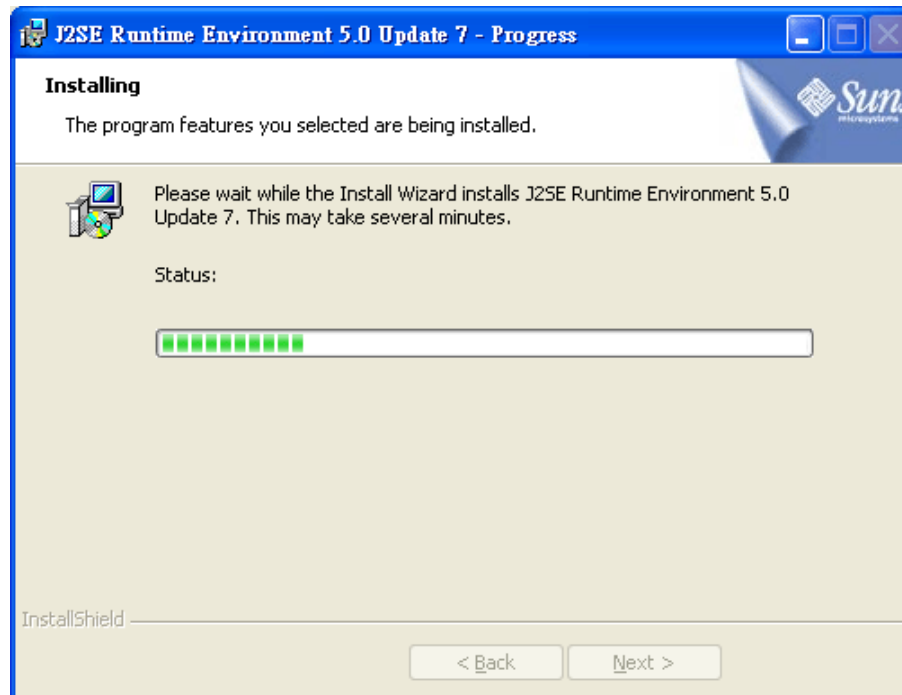 J2SE Runtime Environment 5.0 Update 7 - Progress
Installing
The program features you selected are being installed.
Sun
microsystems
Please wait while the Install Wizard installs J2SE Runtime Environment 5.0
Update 7. This may take several minutes.
Status:
InstallShield
< Back
Next >